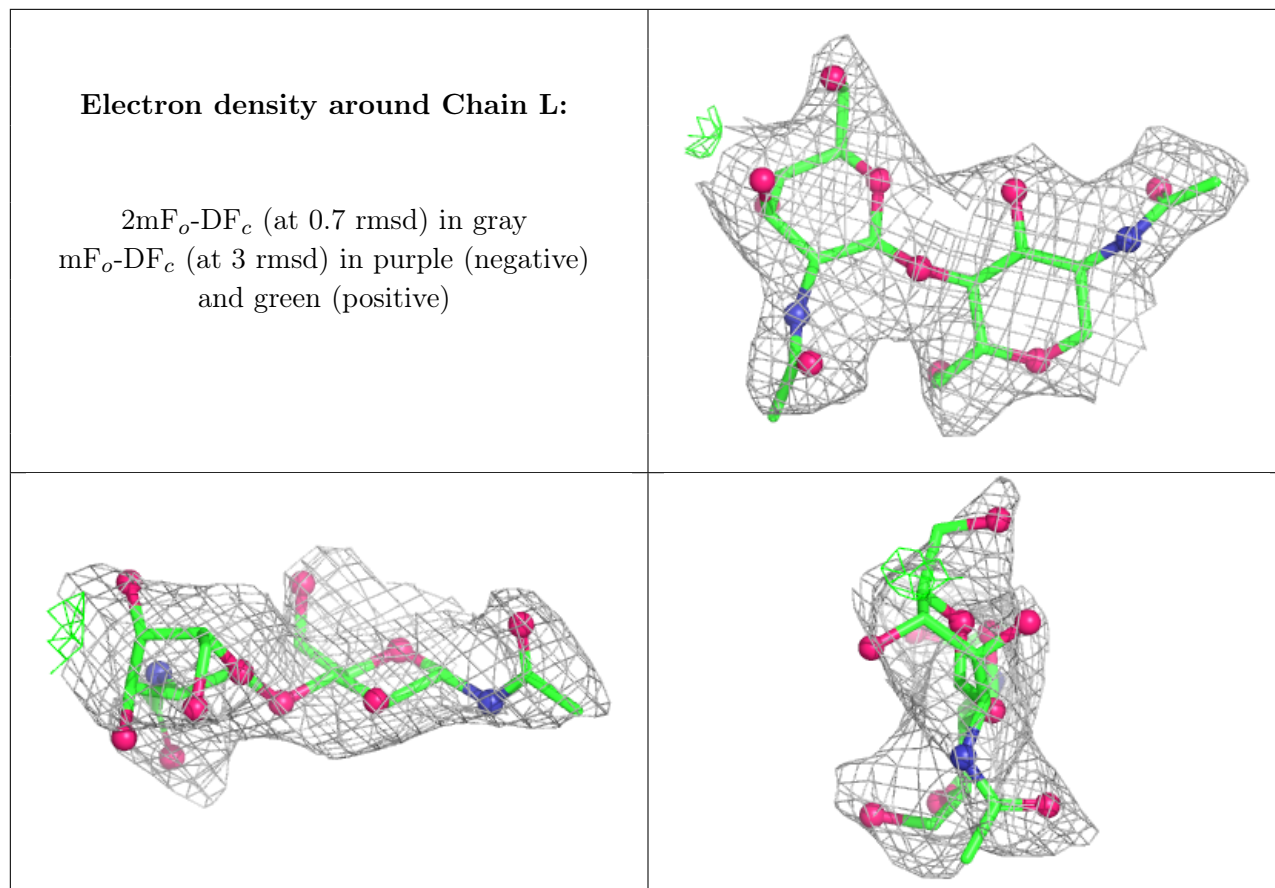 Electron density around Chain L:
2mFo-DFc (at 0.7 rmsd) in gray
mFo-DFc (at 3 rmsd) in purple (negative)
and green (positive)